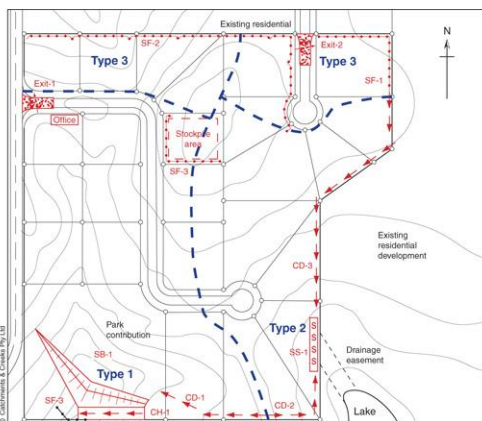 Existing residential
N
SF-2
Type 3
Exit-2
Type 3
SF-1
Exit-1
Office
Stockpile
area
SF-3
Existing
residential
development
CD-3
Park
contribution
Type 2
SS-1
S
S
S
S
Drainage
easement
SB-1
Type 1
CD-1
SF-3
CH-1
CD-2
Lake
© Catchments & Creeks Pty Ltd